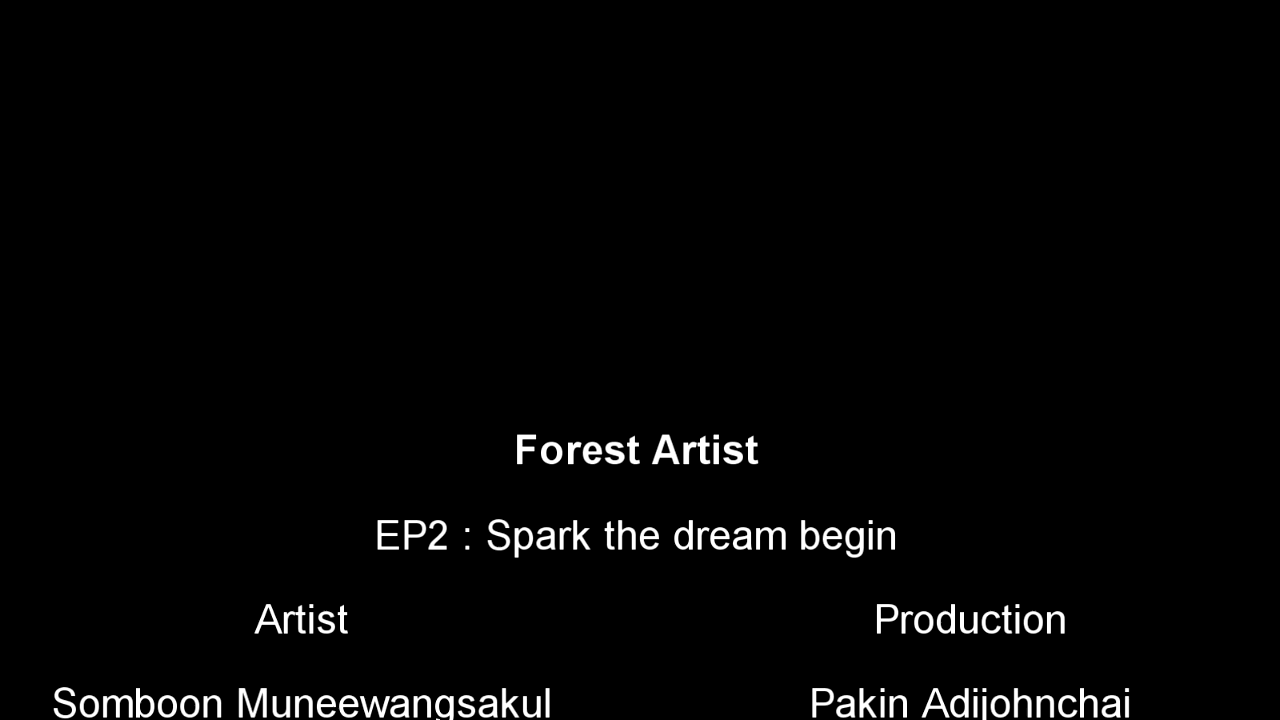 Forest Artist
EP2 : Spark the dream begin
Artist Production
Somboon Muneewangsakul Pakin Adijohnchai